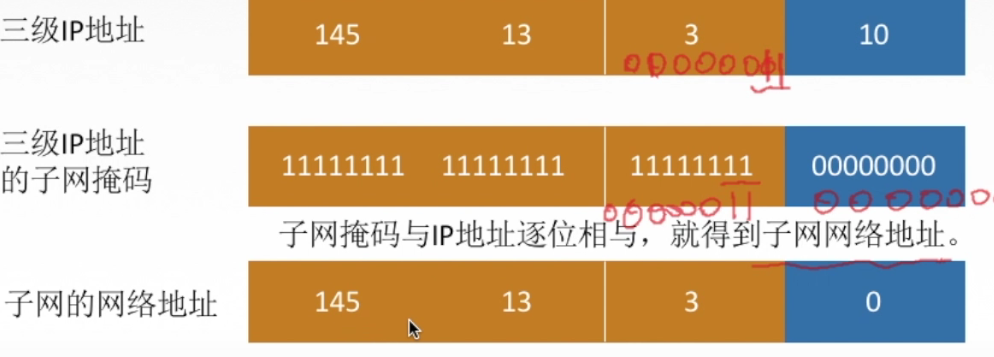 三级IP地址 145 13 3 10
00000011
三级IP地址
的子网掩码 11111111 11111111 11111111 00000000
00000011 000000
子网掩码与IP地址逐位相与，就得到子网网络地址。
子网的网络地址 145 13 3 0